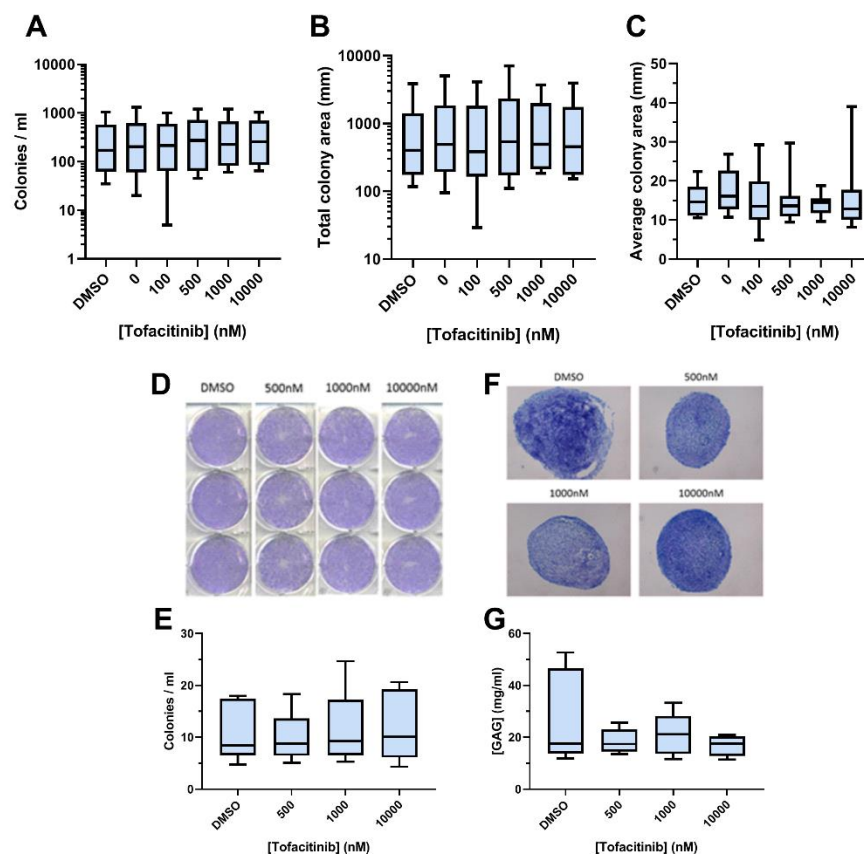 A
Colonies / ml
10000
1000
100
10
1
DMSO
0
100
500
1000
10000
[Tofacitinib] (nM)
B
Total colony area (mm)
1000
100
10
DMSO
0
100
500
1000
10000
[Tofacitinib] (nM)
C
Average colony area (mm)
50
40
30
20
10
0
DMSO
0
100
500
1000
10000
[Tofacitinib] (nM)
D
DMSO
500nM
1000nM
10000nM
F
DMSO
500nM
1000nM
10000nM
E
Colonies / ml
30
20
10
0
DMSO
500
1000
10000
[Tofacitinib] (nM)
G
[GAG] (mg/ml)
60
40
20
0
DMSO
500
1000
10000
[Tofacitinib] (nM)